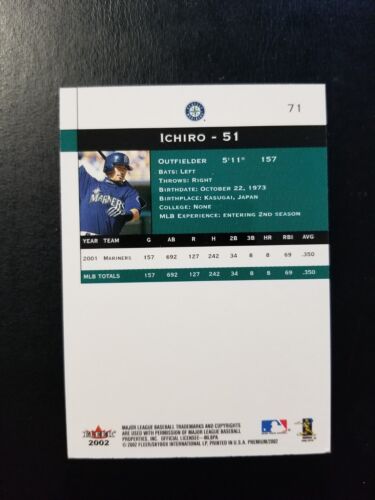 71
ICHIRO - 51
OUTFIELDER 5'11" 157
BATS: LEFT
THROWS: RIGHT
BIRTHDATE: OCTOBER 22, 1973
BIRTHPLACE: KASUGAI, JAPAN
COLLEGE: NONE
MLB EXPERIENCE: ENTERING 2ND SEASON
MARINERS
YEAR TEAM G AB R H 2B 3B HR RBI AVG
2001 MARINERS 157 692 127 242 34 8 8 69 .350
MLB TOTALS 157 692 127 242 34 8 8 69 .350
FLEER
2002
MAJOR LEAGUE BASEBALL TRADEMARKS AND COPYRIGHTS
ARE USED WITH PERMISSION OF MAJOR LEAGUE BASEBALL
PROPERTIES, INC. OFFICIAL LICENSEE—MLBPA
© 2002 FLEER/SKYBOX INTERNATIONAL LP. PRINTED IN U.S.A. PREMIUM/2002